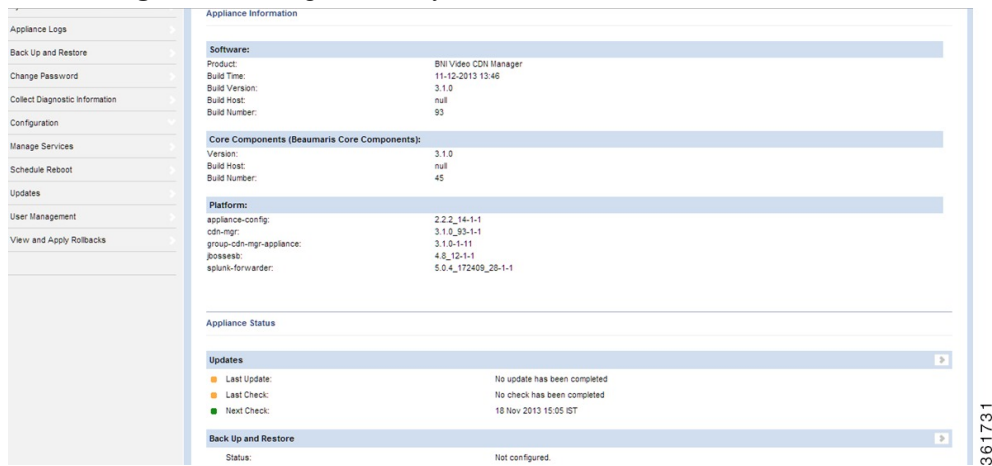 Appliance Logs
Back Up and Restore
Change Password
Collect Diagnostic Information
Configuration
Manage Services
Schedule Reboot
Updates
User Management
View and Apply Rollbacks
Appliance Information
Software:
Product: BNI Video CDN Manager
Build Time: 11-12-2013 13:46
Build Version: 3.1.0
Build Host: null
Build Number: 93
Core Components (Beaumaris Core Components):
Version: 3.1.0
Build Host: null
Build Number: 45
Platform:
appliance-config: 2.2.2_14-1-1
cdn-mgr: 3.1.0_93-1-1
group-cdn-mgr-appliance: 3.1.0-1-11
jbossesb: 4.8_12-1-1
splunk-forwarder: 5.0.4_172409_28-1-1
Appliance Status
Updates
Last Update: No update has been completed
Last Check: No check has been completed
Next Check: 18 Nov 2013 15:05 IST
Back Up and Restore
Status: Not configured.
361731